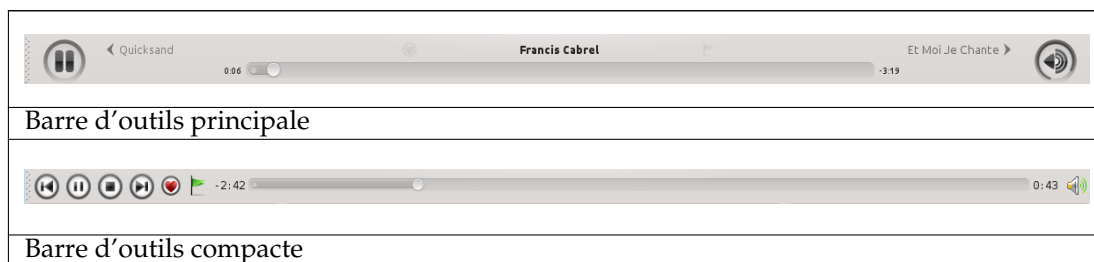 Quicksand Francis Cabrel Et Moi Je Chante
0:06 -3:19
Barre d'outils principale
-2:42 0:43
Barre d'outils compacte